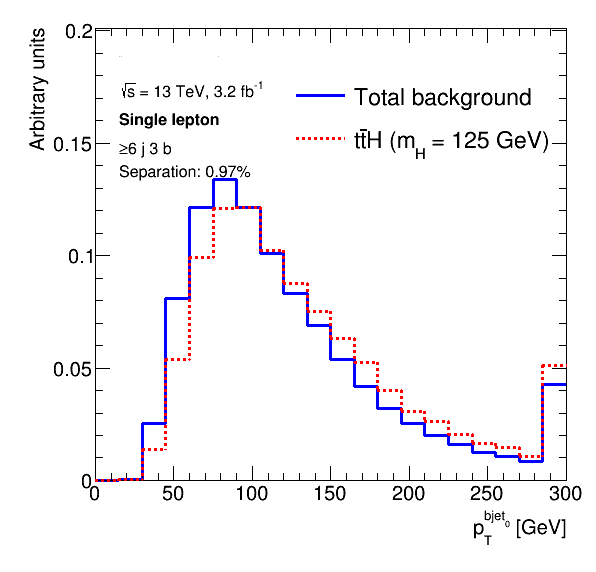 Arbitrary units
0.2
0.15
0.1
0.05
0
√s = 13 TeV, 3.2 fb⁻¹
Single lepton
≥6 j 3 b
Separation: 0.97%
Total background
tt̄H (m_H = 125 GeV)
0 50 100 150 200 250 300
p_T^{bjet_0} [GeV]